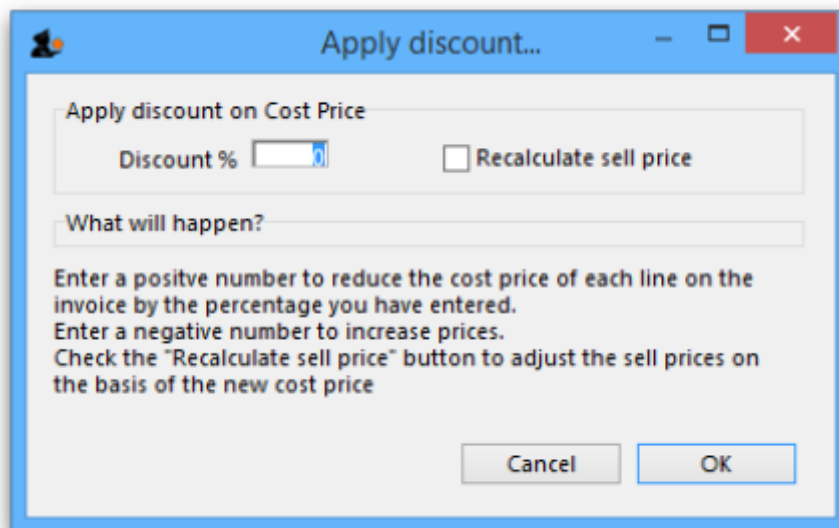 Apply discount...
Apply discount on Cost Price
Discount % 0 Recalculate sell price
What will happen?
Enter a positve number to reduce the cost price of each line on the
invoice by the percentage you have entered.
Enter a negative number to increase prices.
Check the "Recalculate sell price" button to adjust the sell prices on
the basis of the new cost price
Cancel OK